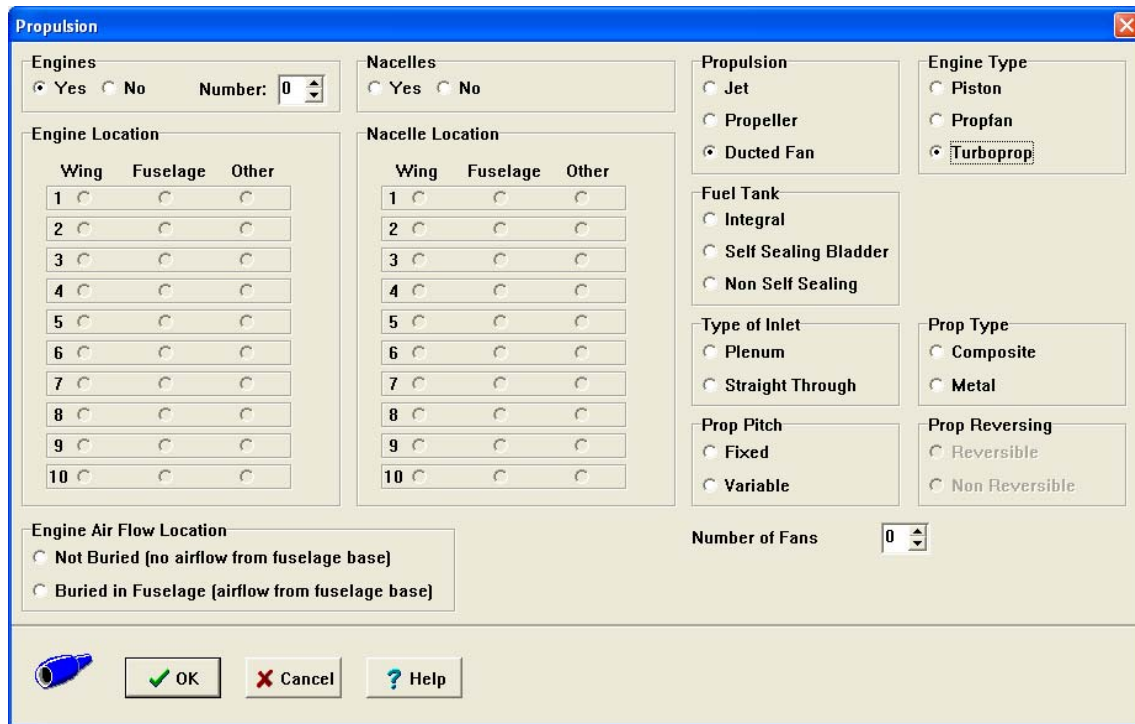 Propulsion
Engines
Yes No Number: 0
Nacelles
Yes No
Propulsion
Jet
Propeller
Ducted Fan
Engine Type
Piston
Propfan
Turboprop
Engine Location
Wing Fuselage Other
1
2
3
4
5
6
7
8
9
10
Nacelle Location
Wing Fuselage Other
1
2
3
4
5
6
7
8
9
10
Fuel Tank
Integral
Self Sealing Bladder
Non Self Sealing
Type of Inlet
Plenum
Straight Through
Prop Type
Composite
Metal
Prop Pitch
Fixed
Variable
Prop Reversing
Reversible
Non Reversible
Engine Air Flow Location
Not Buried (no airflow from fuselage base)
Buried in Fuselage (airflow from fuselage base)
Number of Fans 0
OK Cancel ? Help